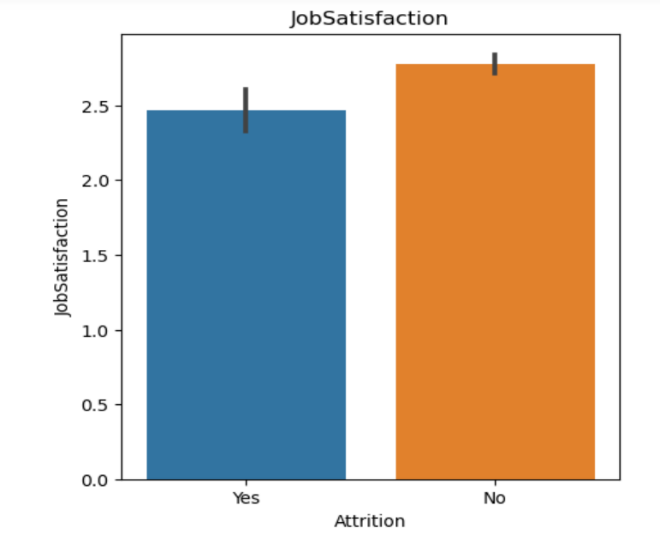 JobSatisfaction
JobSatisfaction
2.5
2.0
1.5
1.0
0.5
0.0
Yes
No
Attrition